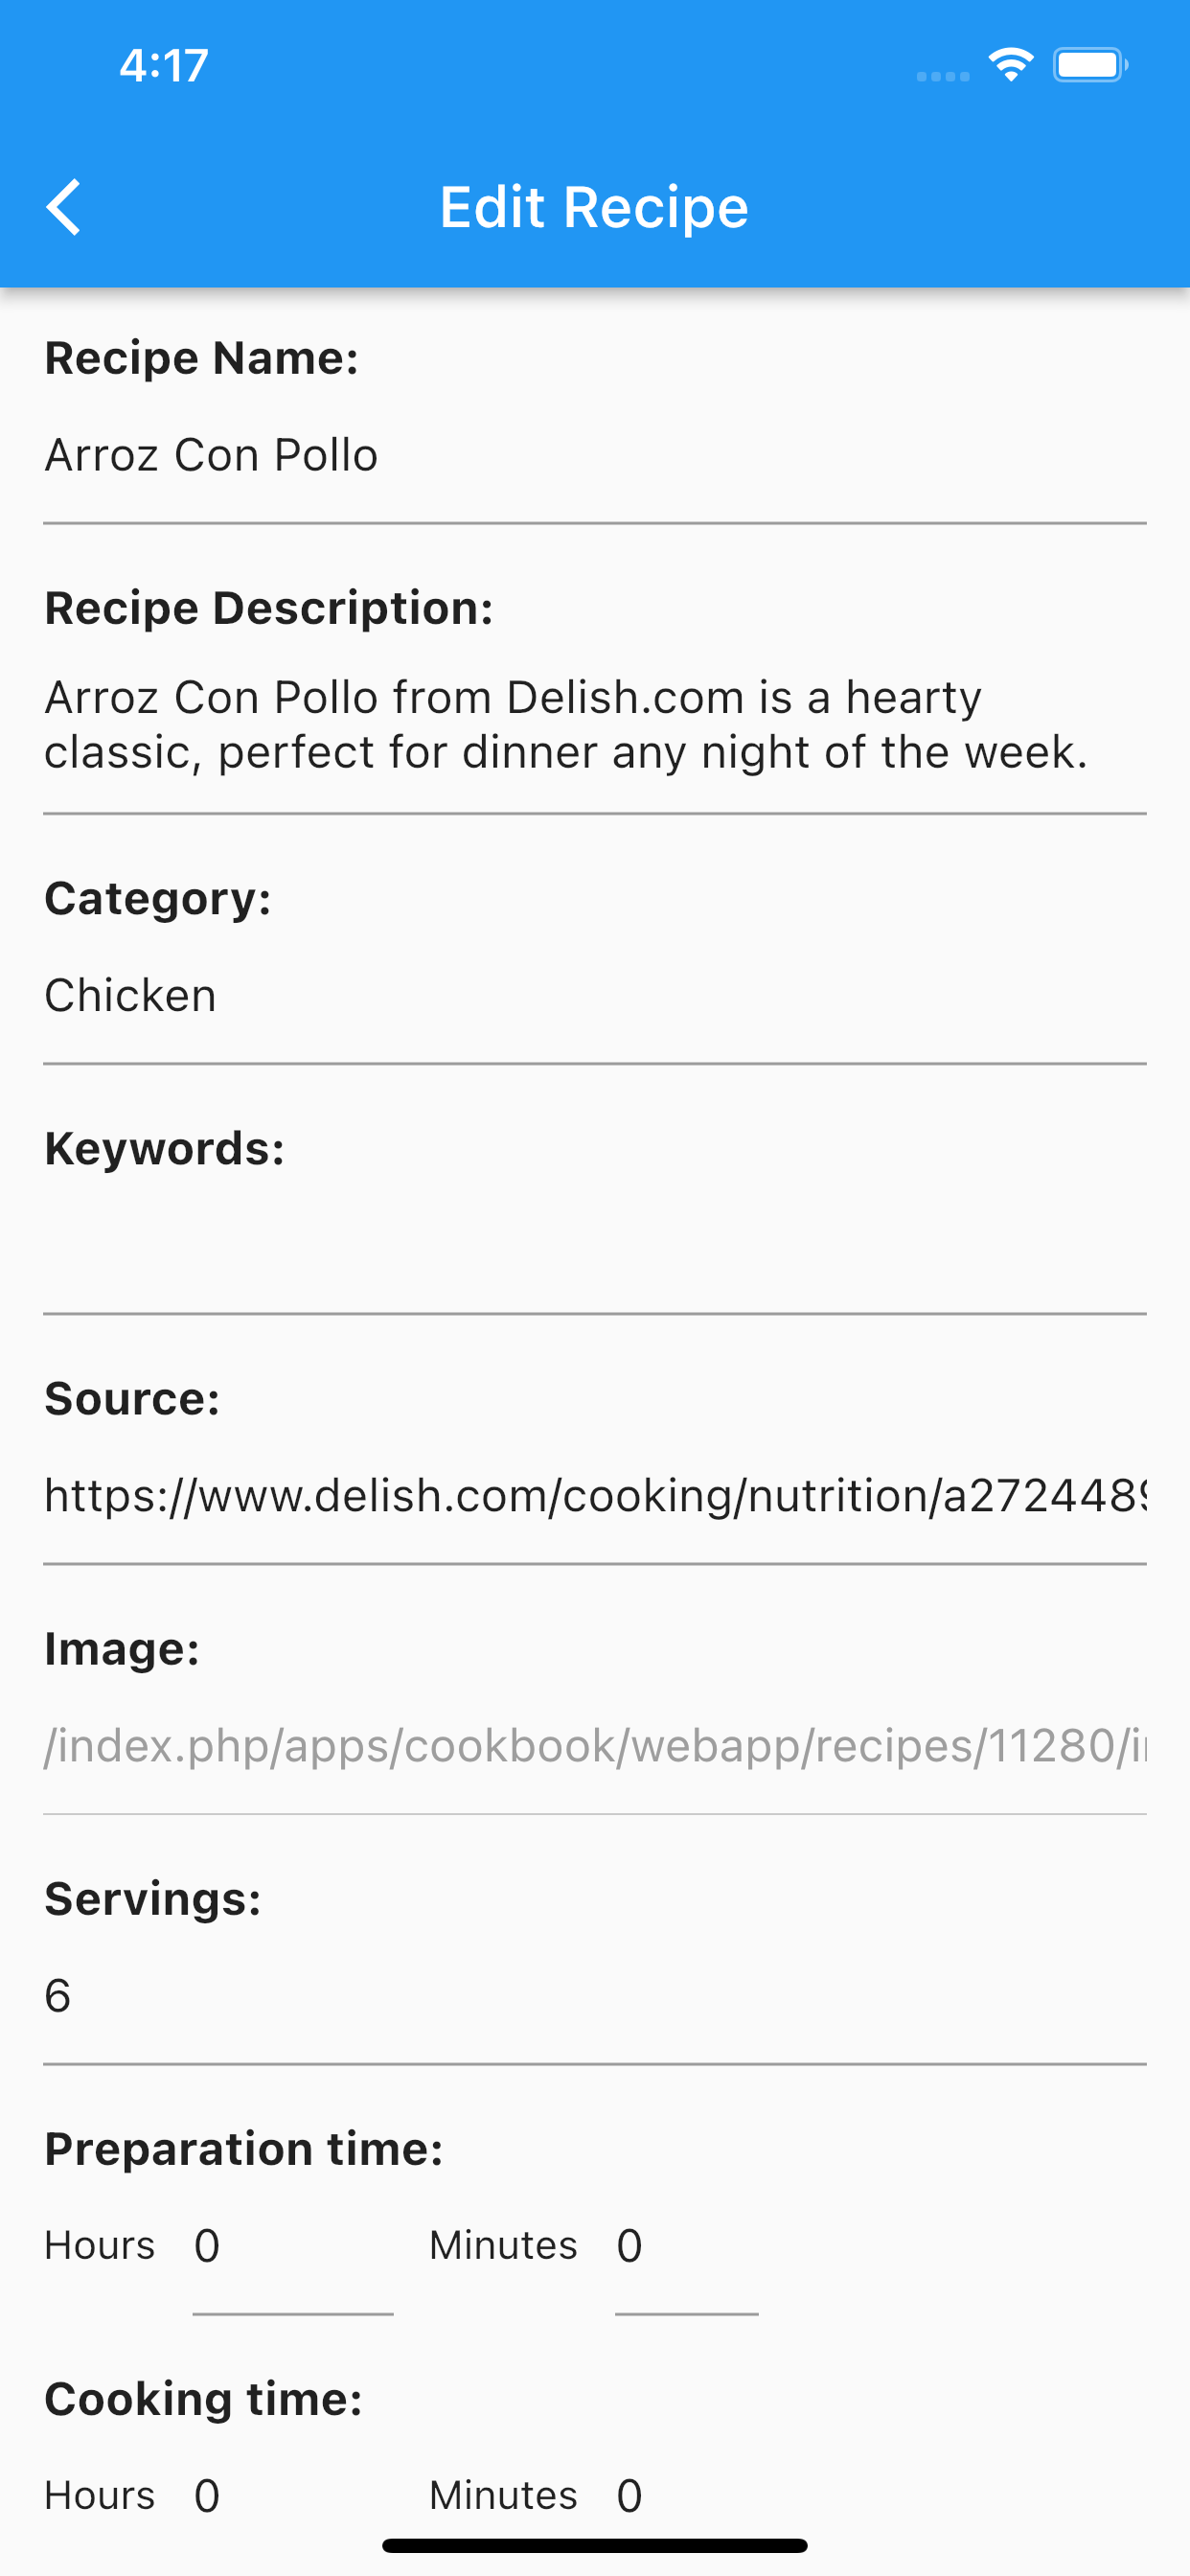 4:17
Edit Recipe
Recipe Name:
Arroz Con Pollo
Recipe Description:
Arroz Con Pollo from Delish.com is a hearty
classic, perfect for dinner any night of the week.
Category:
Chicken
Keywords:
Source:
https://www.delish.com/cooking/nutrition/a272448
Image:
/index.php/apps/cookbook/webapp/recipes/11280/i
Servings:
6
Preparation time:
Hours 0 Minutes 0
Cooking time:
Hours 0 Minutes 0